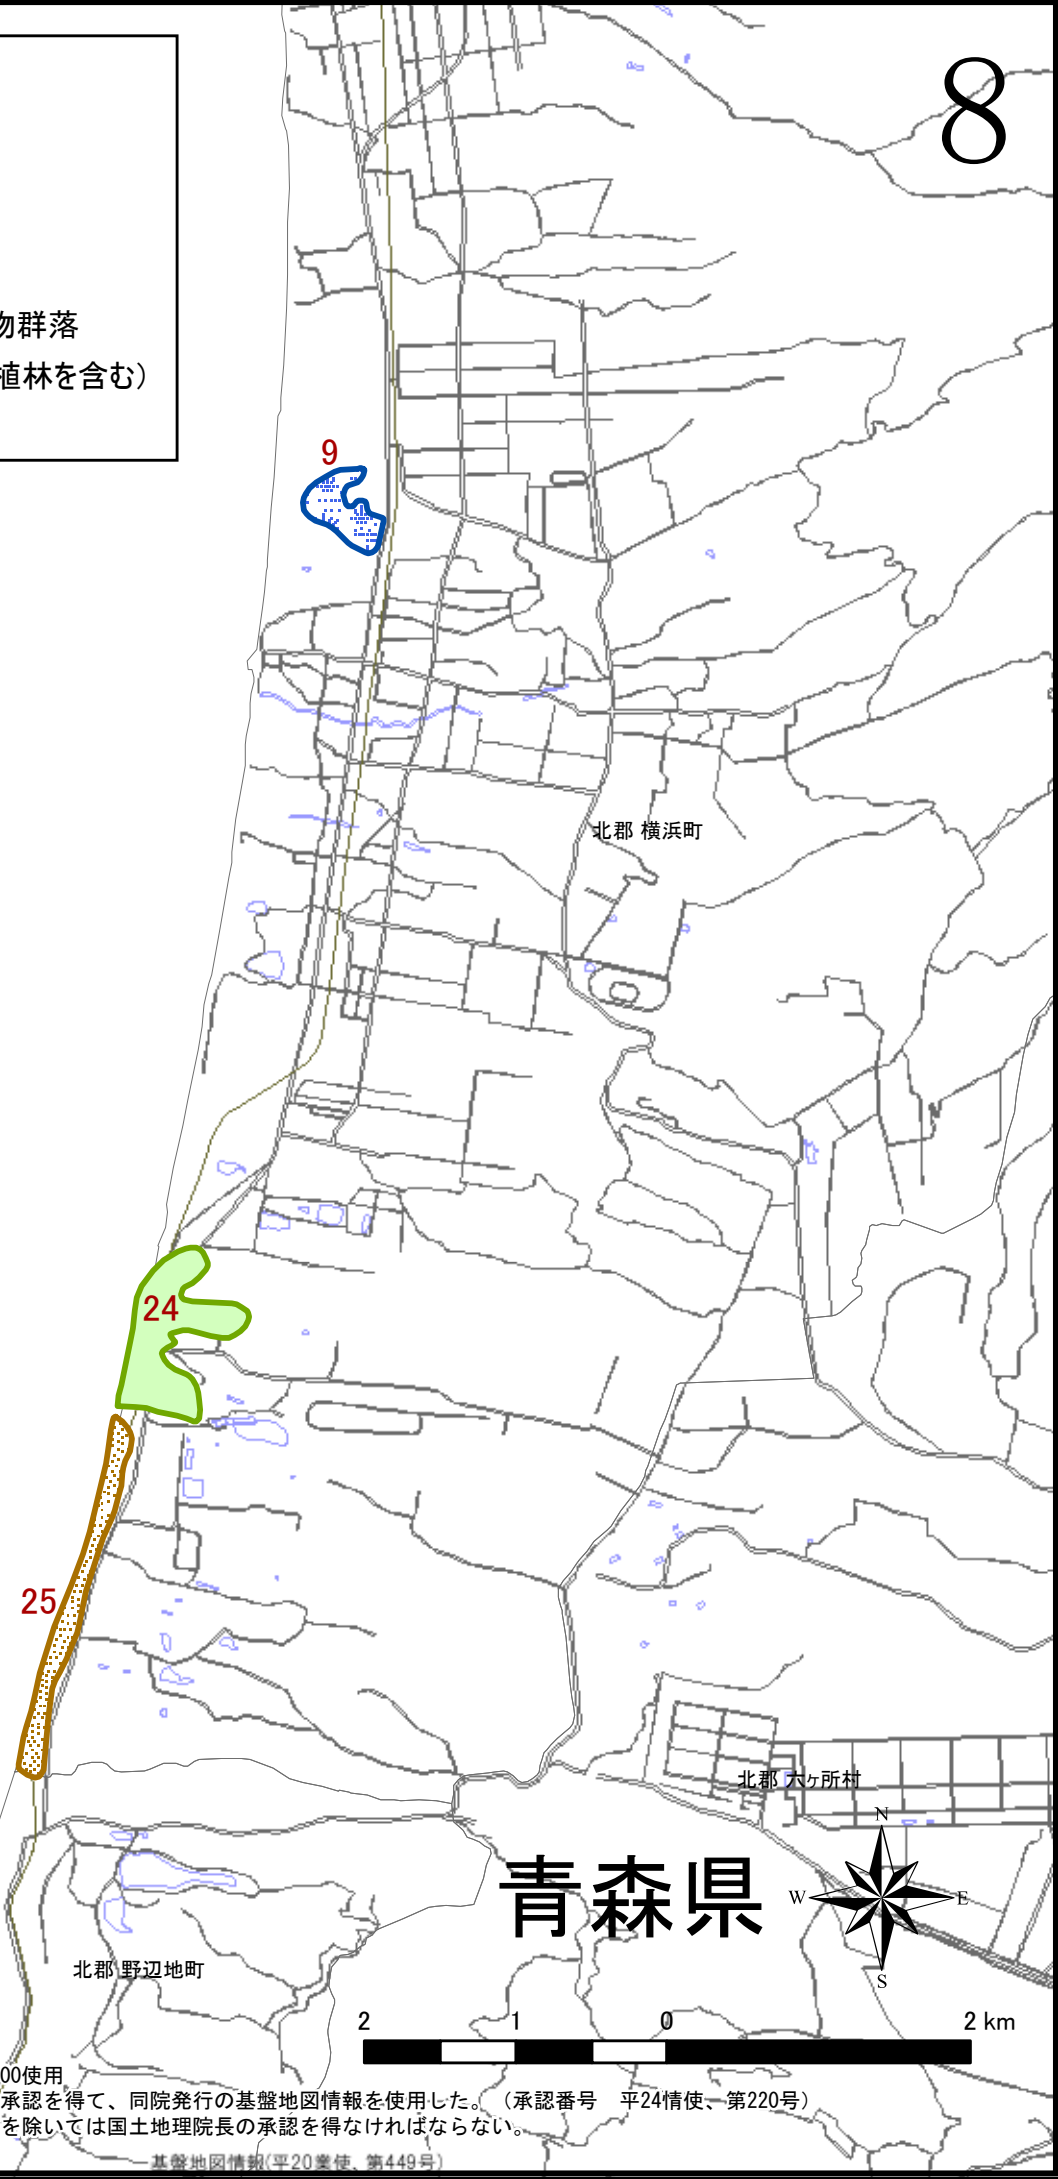 8
物群落
植林を含む）
9
北郡 横浜町
24
25
北郡 六ヶ所村
N
W
E
S
青森県
北郡 野辺地町
2 1 0 2 km
00使用
承認を得て、同院発行の基盤地図情報を使用した。（承認番号　平24情使、第220号）
を除いては国土地理院長の承認を得なければならない。
基盤地図情報(平20業使、第449号)